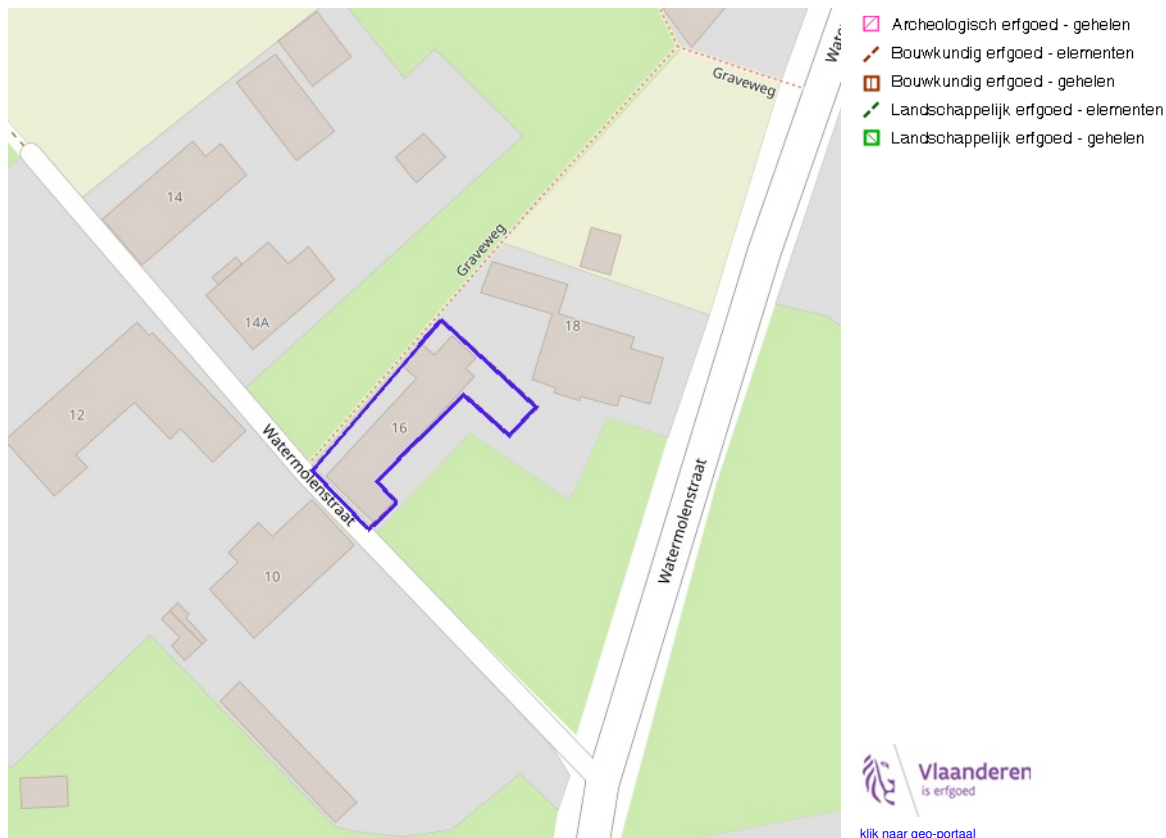 Archeologisch erfgoed - gehelen
Bouwkundig erfgoed - elementen
Bouwkundig erfgoed - gehelen
Landschappelijk erfgoed - elementen
Landschappelijk erfgoed - gehelen
Wate
Graveweg
14
Graveweg
14A
18
12
16
Watermolenstraat
Watermolenstraat
10
Vlaanderen
is erfgoed
klik naar geo-portaal